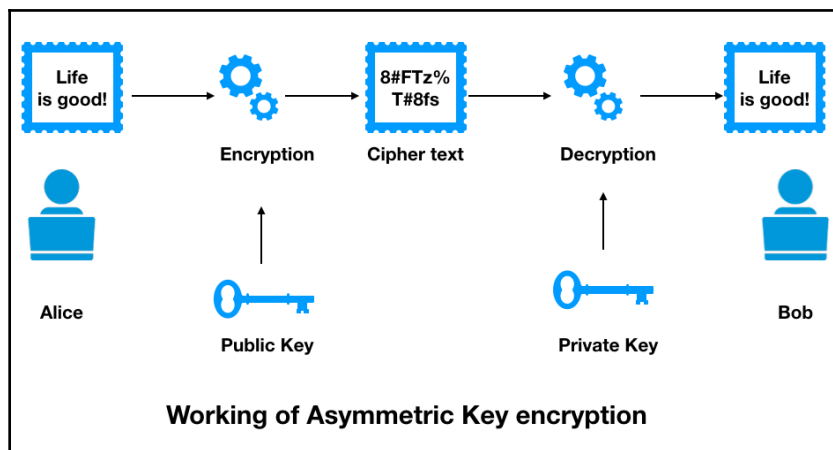 Life
is good!
8#FTz%
T#8fs
Life
is good!
Encryption
Cipher text
Decryption
Alice
Public Key
Private Key
Bob
Working of Asymmetric Key encryption